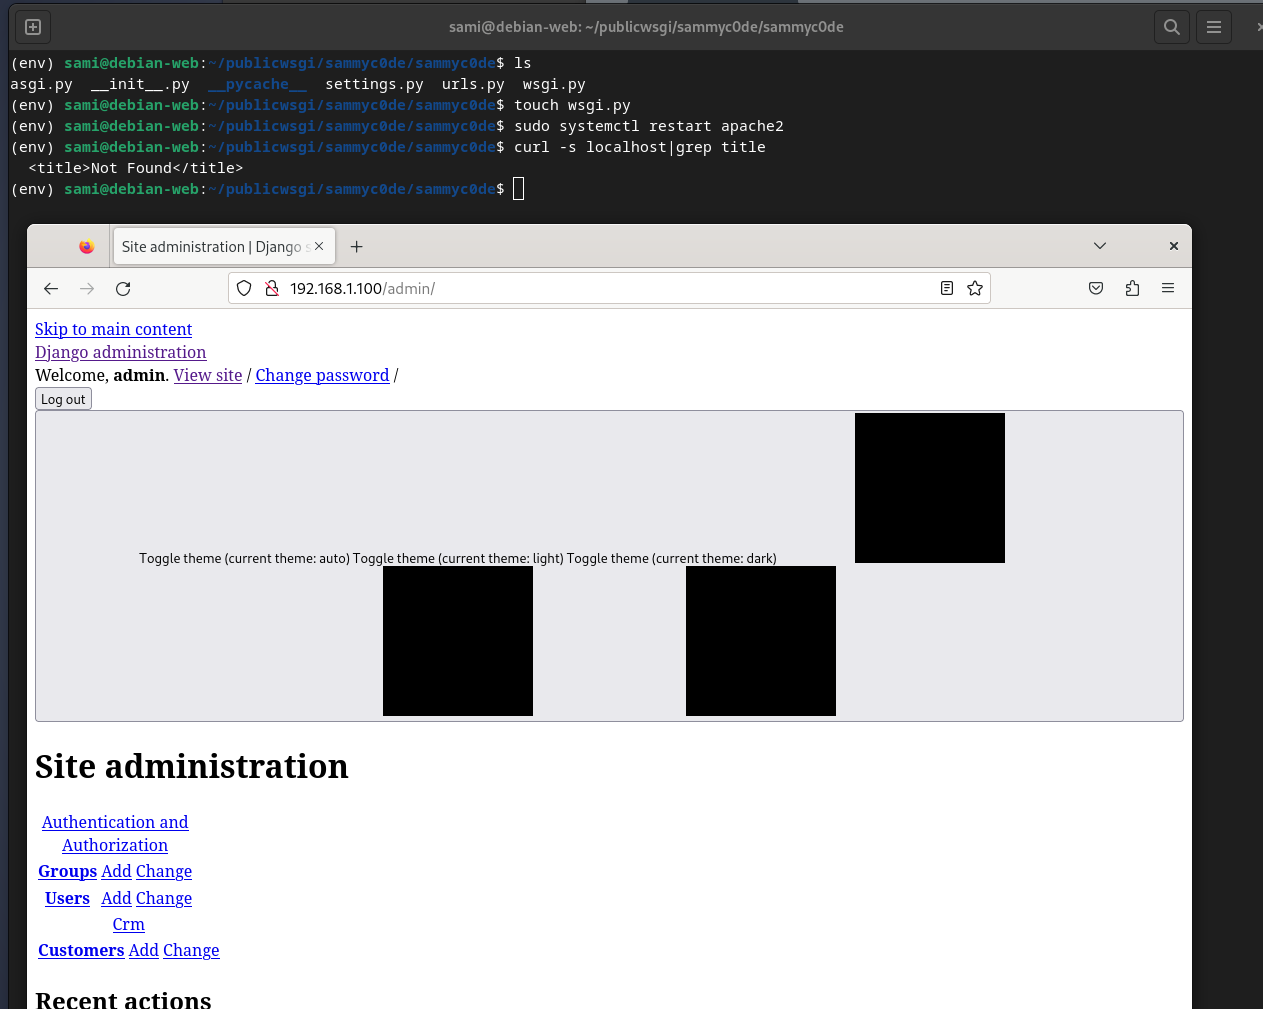 sami@debian-web: ~/publicwsgi/sammyc0de/sammyc0de
(env) sami@debian-web:~/publicwsgi/sammyc0de/sammyc0de$ ls
asgi.py  __init__.py  __pycache__  settings.py  urls.py  wsgi.py
(env) sami@debian-web:~/publicwsgi/sammyc0de/sammyc0de$ touch wsgi.py
(env) sami@debian-web:~/publicwsgi/sammyc0de/sammyc0de$ sudo systemctl restart apache2
(env) sami@debian-web:~/publicwsgi/sammyc0de/sammyc0de$ curl -s localhost|grep title
  <title>Not Found</title>
(env) sami@debian-web:~/publicwsgi/sammyc0de/sammyc0de$
Site administration | Django s
192.168.1.100/admin/
Skip to main content
Django administration
Welcome, admin. View site / Change password /
Log out
Toggle theme (current theme: auto) Toggle theme (current theme: light) Toggle theme (current theme: dark)
Site administration
Authentication and
Authorization
Groups Add Change
Users Add Change
Crm
Customers Add Change
Recent actions